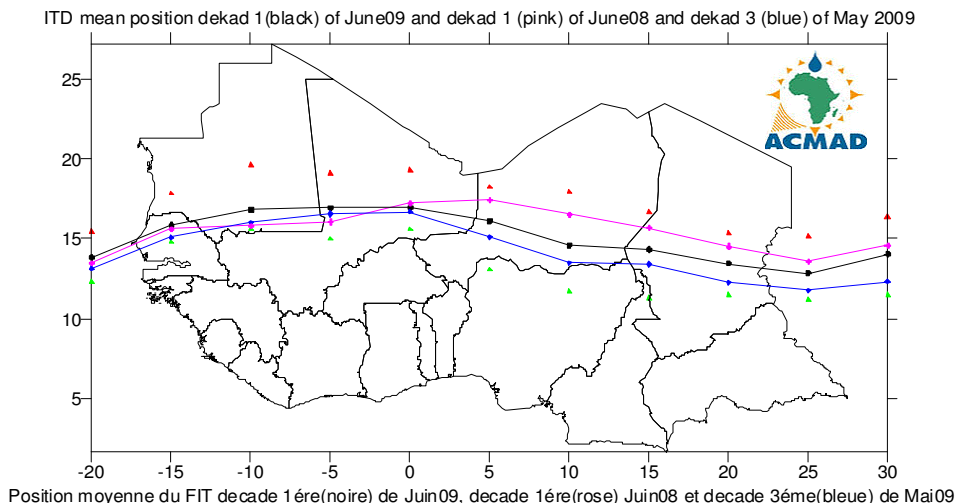 ITD mean position dekad 1(black) of June09 and dekad 1 (pink) of June08 and dekad 3 (blue) of May 2009
25
20
15
10
5
ACMAD
-20 -15 -10 -5 0 5 10 15 20 25 30
Position moyenne du FIT decade 1ére(noire) de Juin09, decade 1ére(rose) Juin08 et decade 3éme(bleue) de Mai09